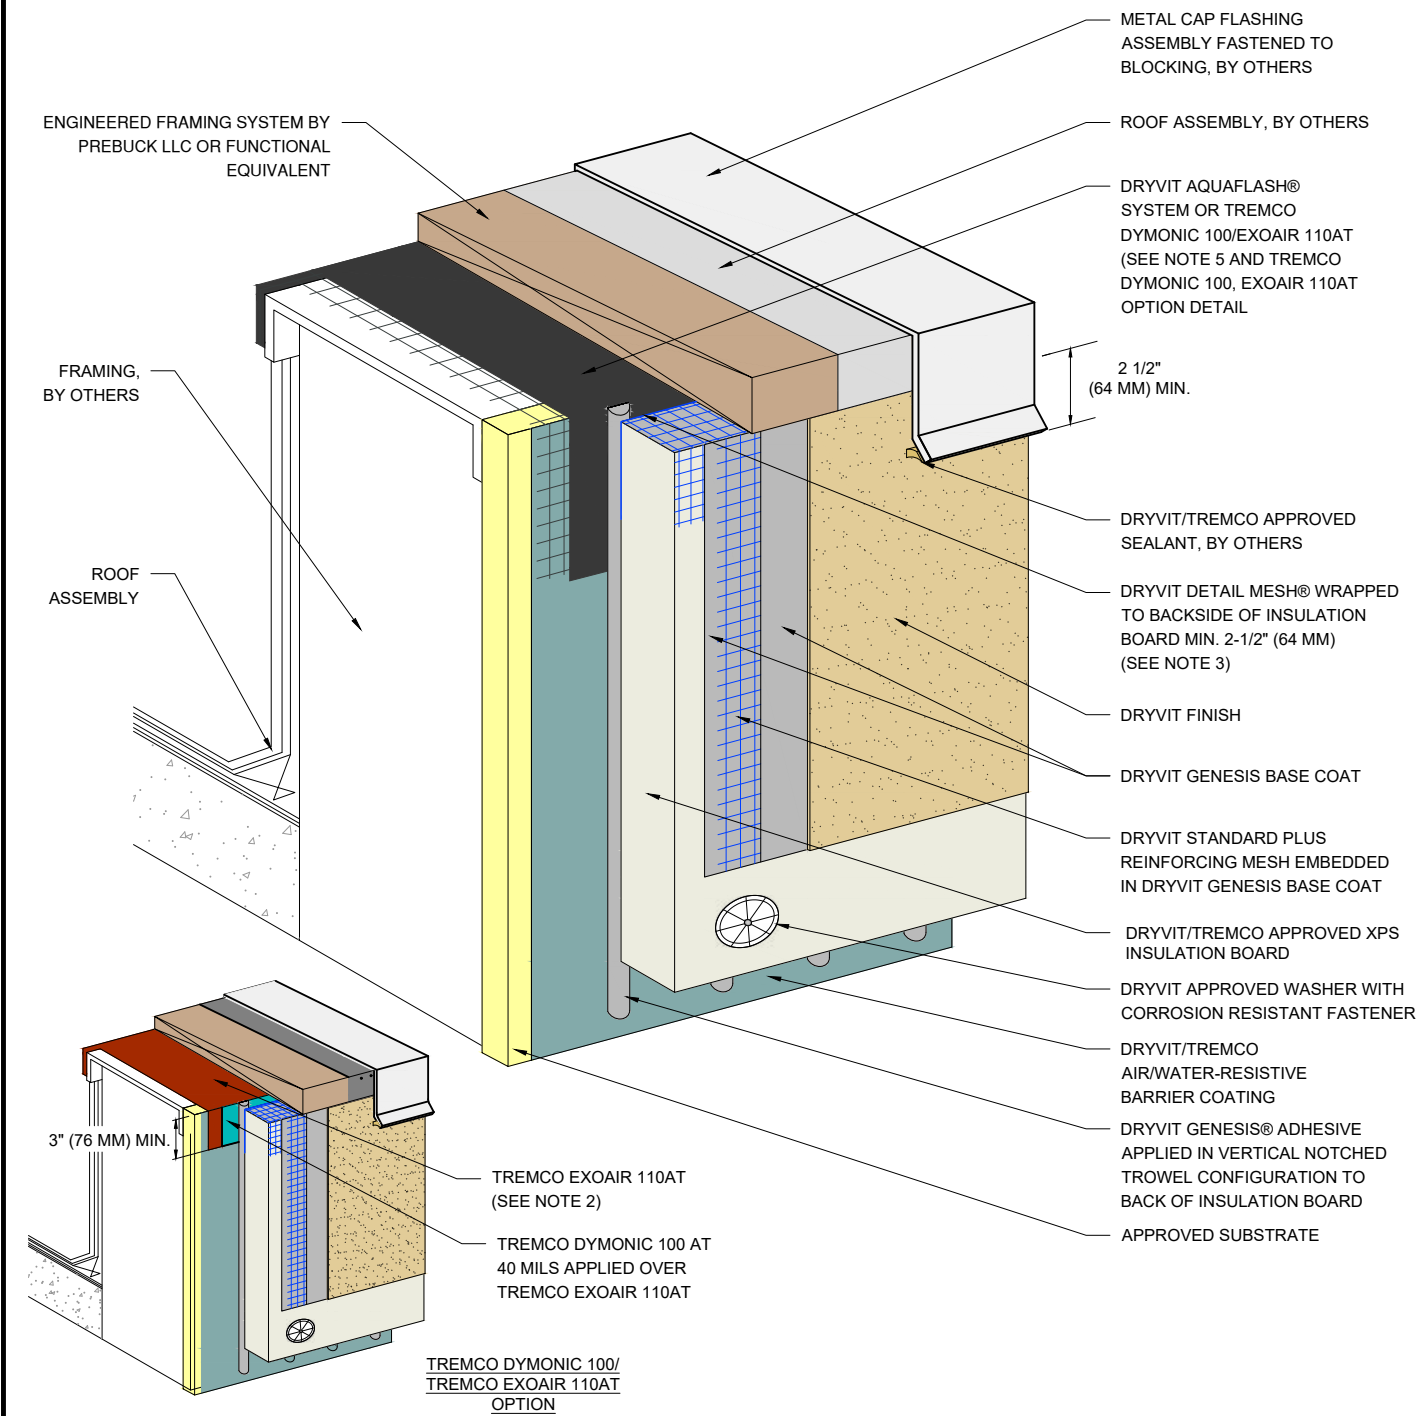 METAL CAP FLASHING
ASSEMBLY FASTENED TO
BLOCKING, BY OTHERS
ENGINEERED FRAMING SYSTEM BY
PREBUCK LLC OR FUNCTIONAL
EQUIVALENT
ROOF ASSEMBLY, BY OTHERS
DRYVIT AQUAFLASH®
SYSTEM OR TREMCO
DYMONIC 100/EXOAIR 110AT
(SEE NOTE 5 AND TREMCO
DYMONIC 100, EXOAIR 110AT
OPTION DETAIL
2 1/2"
(64 MM) MIN.
FRAMING,
BY OTHERS
ROOF
ASSEMBLY
DRYVIT/TREMCO APPROVED
SEALANT, BY OTHERS
DRYVIT DETAIL MESH® WRAPPED
TO BACKSIDE OF INSULATION
BOARD MIN. 2-1/2" (64 MM)
(SEE NOTE 3)
DRYVIT FINISH
DRYVIT GENESIS BASE COAT
DRYVIT STANDARD PLUS
REINFORCING MESH EMBEDDED
IN DRYVIT GENESIS BASE COAT
DRYVIT/TREMCO APPROVED XPS
INSULATION BOARD
DRYVIT APPROVED WASHER WITH
CORROSION RESISTANT FASTENER
DRYVIT/TREMCO
AIR/WATER-RESISTIVE
BARRIER COATING
DRYVIT GENESIS® ADHESIVE
APPLIED IN VERTICAL NOTCHED
TROWEL CONFIGURATION TO
BACK OF INSULATION BOARD
APPROVED SUBSTRATE
3" (76 MM) MIN.
TREMCO EXOAIR 110AT
(SEE NOTE 2)
TREMCO DYMONIC 100 AT
40 MILS APPLIED OVER
TREMCO EXOAIR 110AT
TREMCO DYMONIC 100/
TREMCO EXOAIR 110AT
OPTION